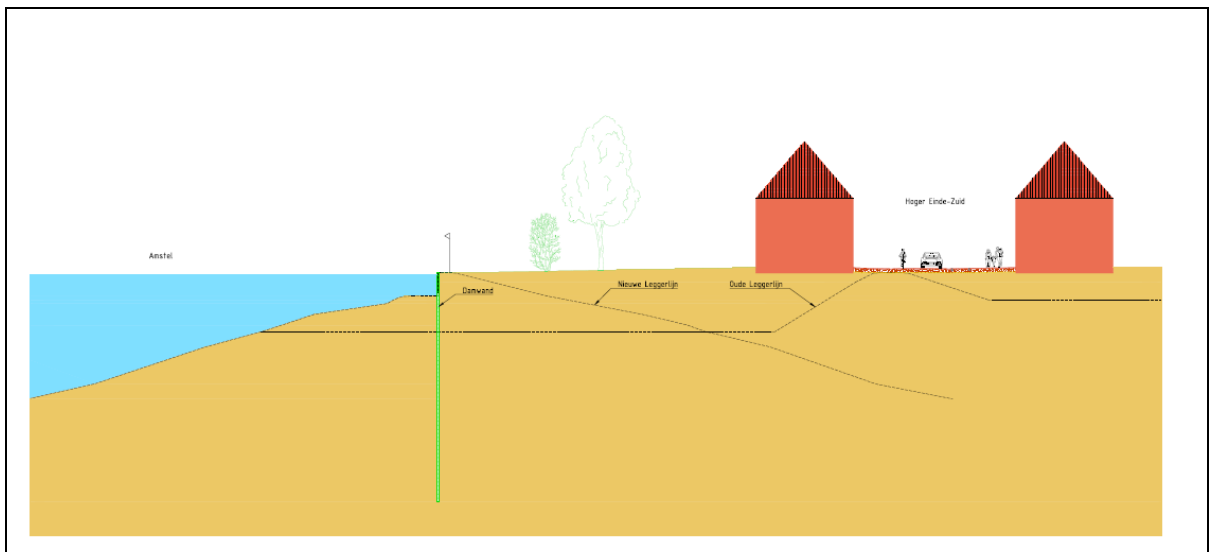 Hoger Einde-Zuid
Amstel
Nieuwe Leggerlijn
Oude Leggerlijn
Damwand